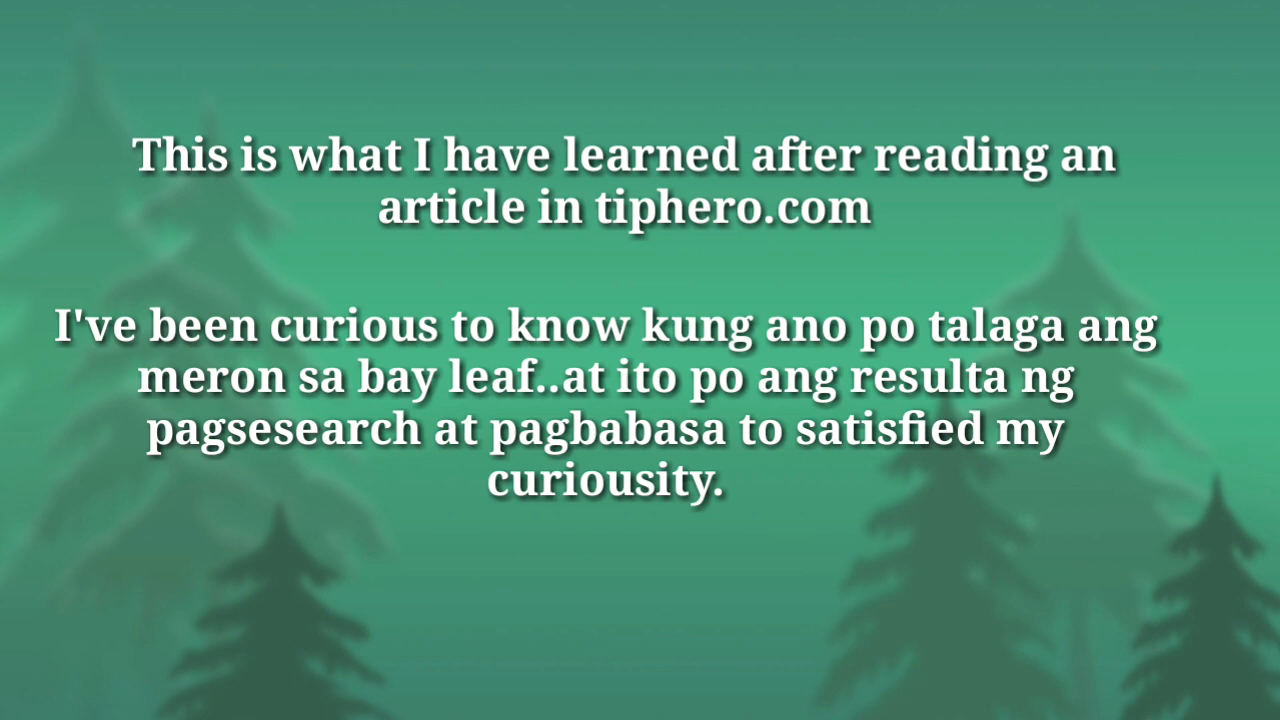 This is what I have learned after reading an
article in tiphero.com
I've been curious to know kung ano po talaga ang
meron sa bay leaf..at ito po ang resulta ng
pagsesearch at pagbabasa to satisfied my
curiousity.